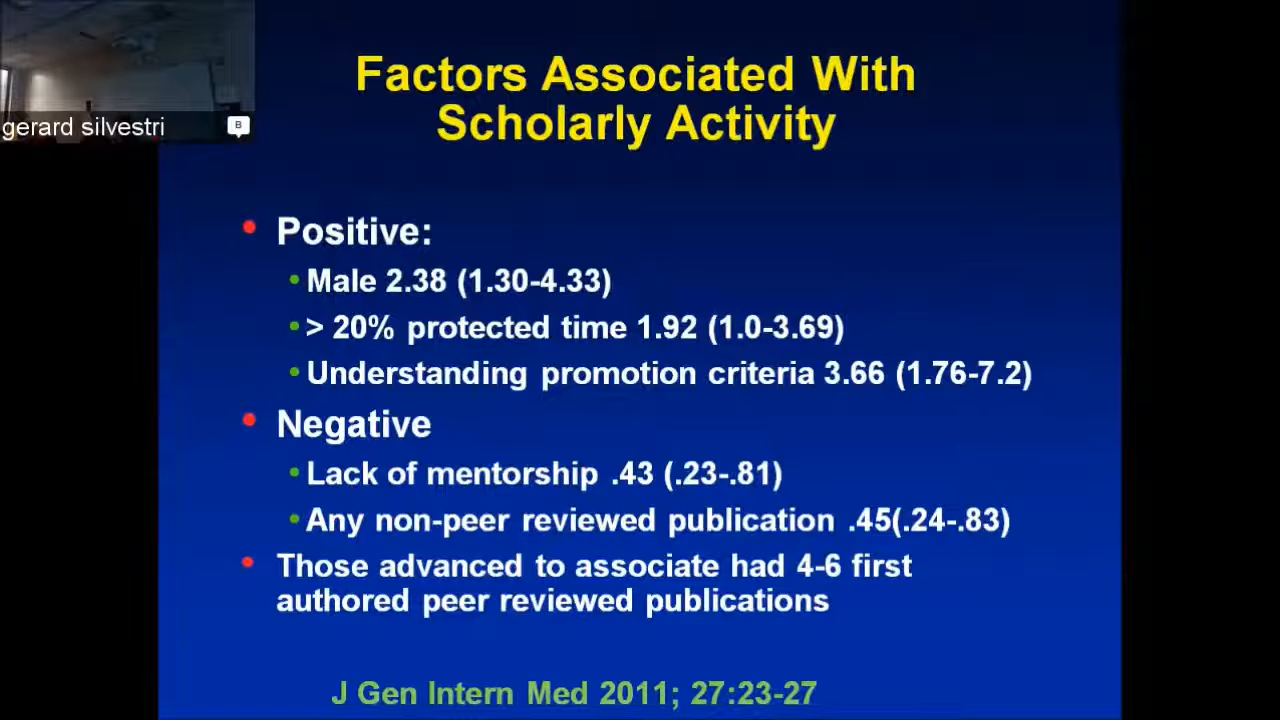 Factors Associated With
Scholarly Activity
gerard silvestri
B
• Positive:
• Male 2.38 (1.30-4.33)
• > 20% protected time 1.92 (1.0-3.69)
• Understanding promotion criteria 3.66 (1.76-7.2)
• Negative
• Lack of mentorship .43 (.23-.81)
• Any non-peer reviewed publication .45(.24-.83)
• Those advanced to associate had 4-6 first
authored peer reviewed publications
J Gen Intern Med 2011; 27:23-27